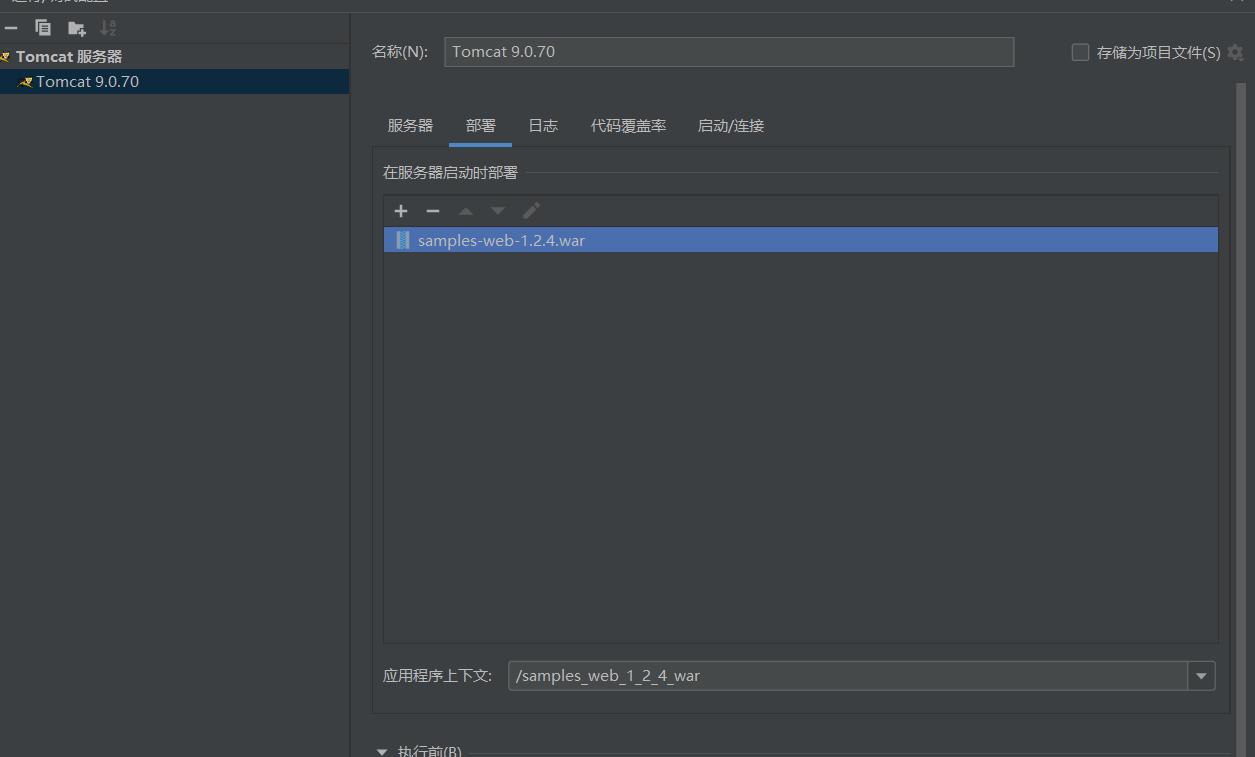 Tomcat 服务器
Tomcat 9.0.70
名称(N):
Tomcat 9.0.70
存储为项目文件(S)
服务器
部署
日志
代码覆盖率
启动/连接
在服务器启动时部署
samples-web-1.2.4.war
应用程序上下文:
/samples_web_1_2_4_war
执行前(B)